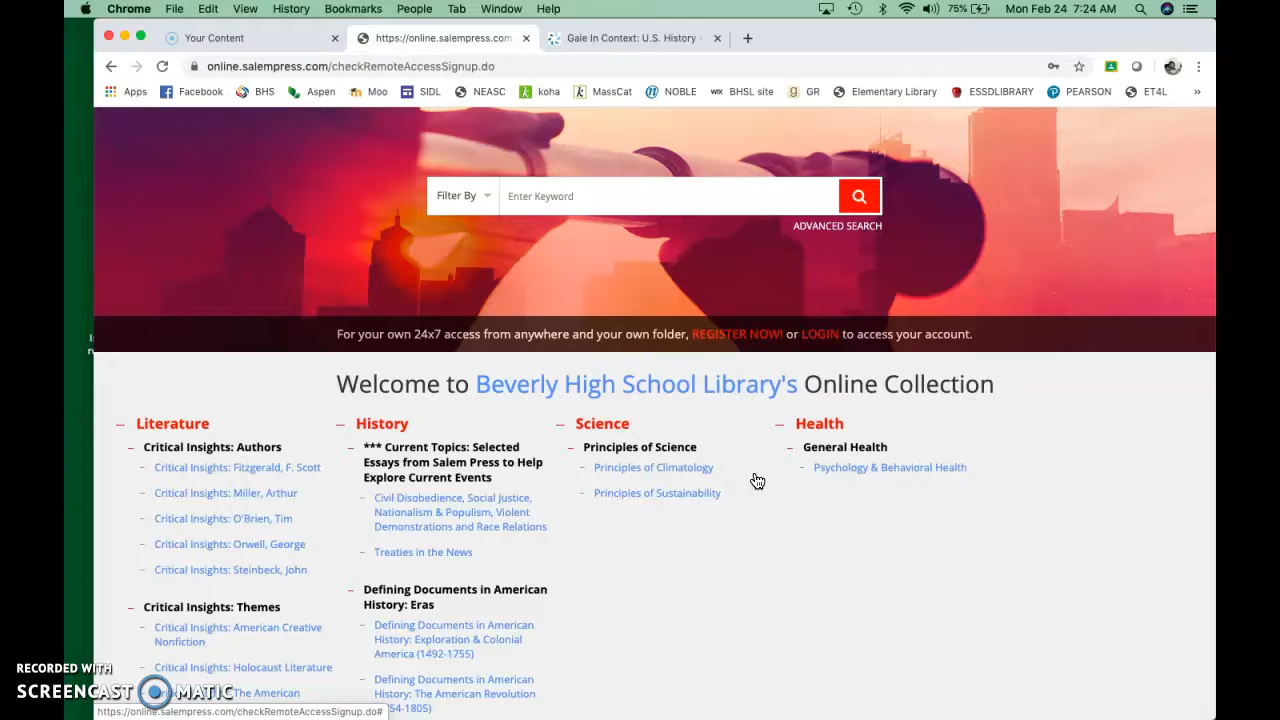 Chrome File Edit View History Bookmarks People Tab Window Help 75% Mon Feb 24 7:24 AM
Your Content https://online.salempress.com Gale In Context: U.S. History -
online.salempress.com/checkRemoteAccessSignup.do
Apps Facebook BHS Aspen Moo SIDL NEASC koha MassCat NOBLE WIX BHSL site GR Elementary Library ESSDLIBRARY PEARSON ET4L »
Filter By Enter Keyword
ADVANCED SEARCH
For your own 24x7 access from anywhere and your own folder, REGISTER NOW! or LOGIN to access your account.
Welcome to Beverly High School Library's Online Collection
Literature
Critical Insights: Authors
Critical Insights: Fitzgerald, F. Scott
Critical Insights: Miller, Arthur
Critical Insights: O'Brien, Tim
Critical Insights: Orwell, George
Critical Insights: Steinbeck, John
Critical Insights: Themes
Critical Insights: American Creative
Nonfiction
Critical Insights: Holocaust Literature
The American
History
*** Current Topics: Selected
Essays from Salem Press to Help
Explore Current Events
Civil Disobedience, Social Justice,
Nationalism & Populism, Violent
Demonstrations and Race Relations
Treaties in the News
Defining Documents in American
History: Eras
Defining Documents in American
History: Exploration & Colonial
America (1492-1755)
Defining Documents in American
History: The American Revolution
54-1805)
Science
Principles of Science
Principles of Climatology
Principles of Sustainability
Health
General Health
Psychology & Behavioral Health
RECORDED WITH
SCREENCAST MATIC
https://online.salempress.com/checkRemoteAccessSignup.do#